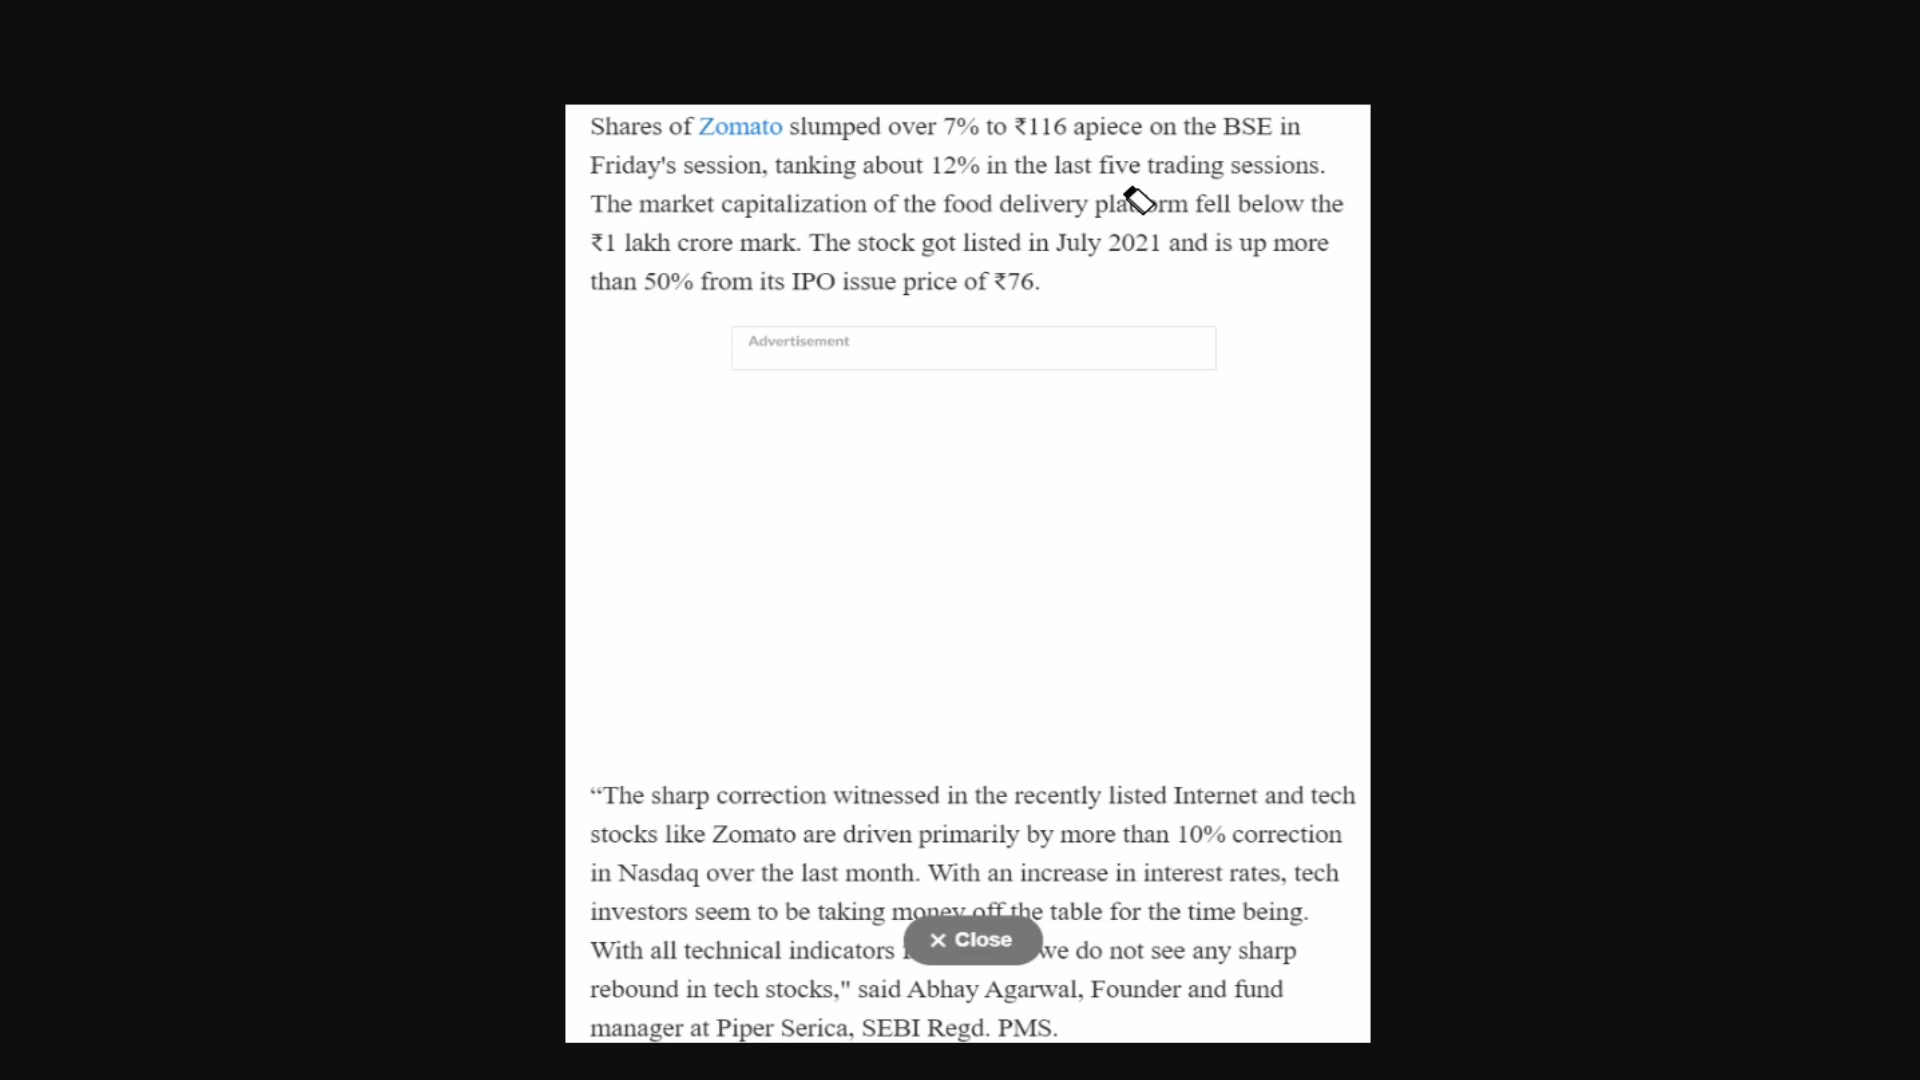 Shares of Zomato slumped over 7% to ₹116 apiece on the BSE in
Friday's session, tanking about 12% in the last five trading sessions.
The market capitalization of the food delivery platform fell below the
₹1 lakh crore mark. The stock got listed in July 2021 and is up more
than 50% from its IPO issue price of ₹76.
Advertisement
“The sharp correction witnessed in the recently listed Internet and tech
stocks like Zomato are driven primarily by more than 10% correction
in Nasdaq over the last month. With an increase in interest rates, tech
investors seem to be taking money off the table for the time being.
With all technical indicators we do not see any sharp
× Close
rebound in tech stocks," said Abhay Agarwal, Founder and fund
manager at Piper Serica, SEBI Regd. PMS.